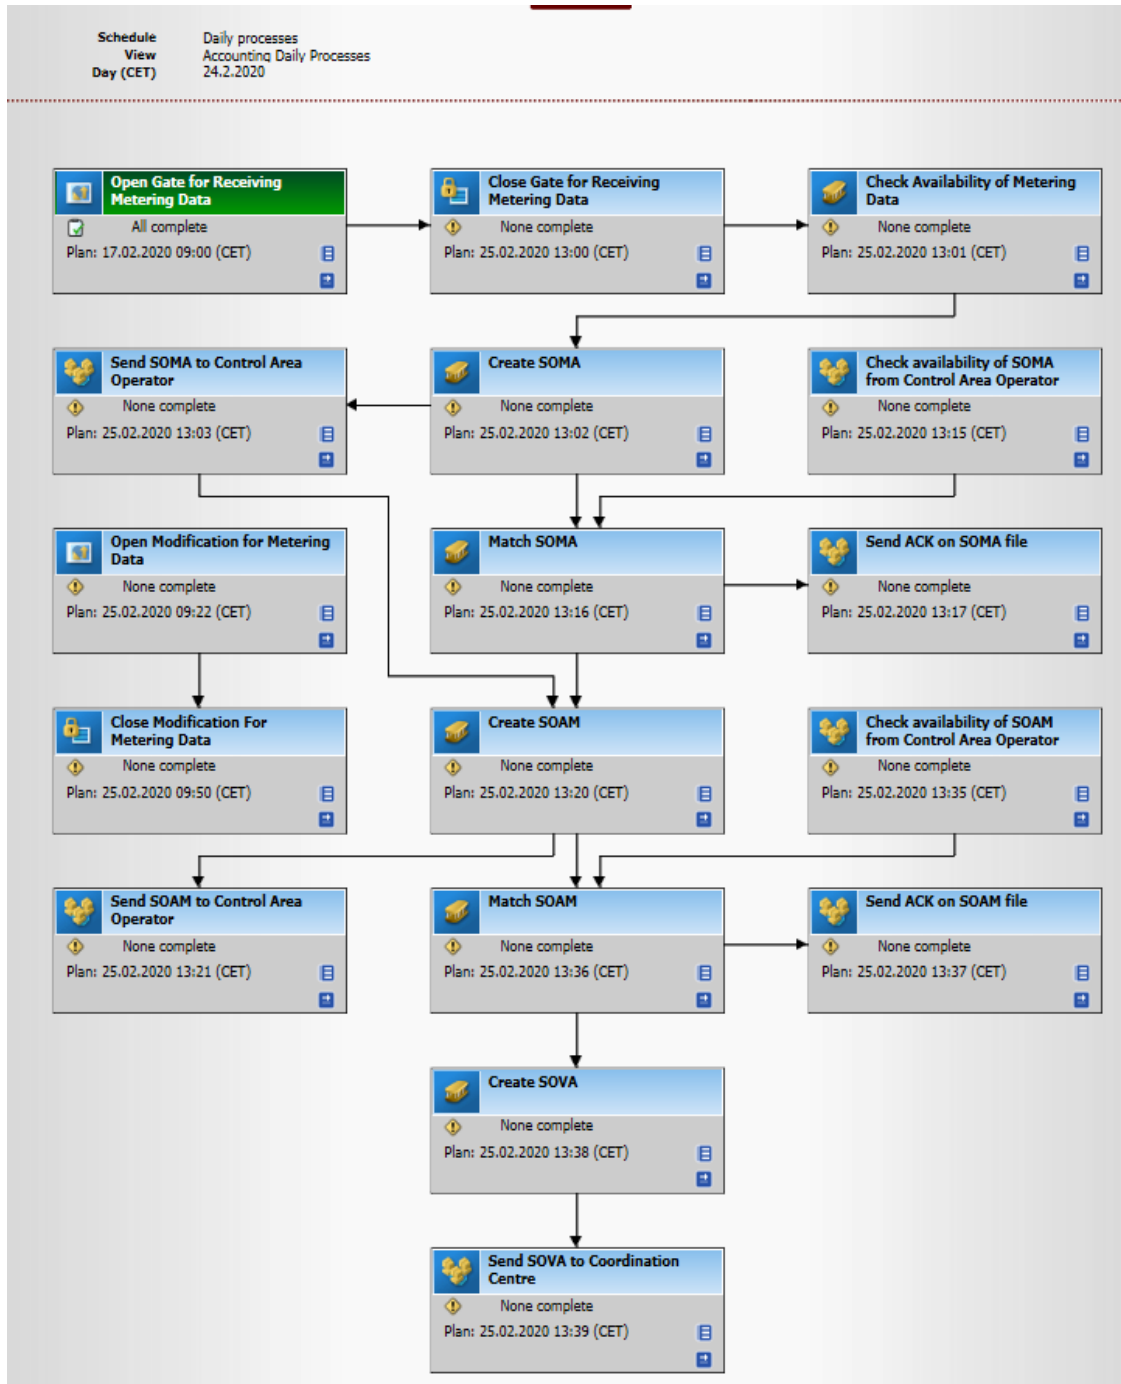 Schedule Daily processes
View Accounting Daily Processes
Day (CET) 24.2.2020
Open Gate for Receiving
Metering Data
All complete
Plan: 17.02.2020 09:00 (CET)
Close Gate for Receiving
Metering Data
None complete
Plan: 25.02.2020 13:00 (CET)
Check Availability of Metering
Data
None complete
Plan: 25.02.2020 13:01 (CET)
Send SOMA to Control Area
Operator
None complete
Plan: 25.02.2020 13:03 (CET)
Create SOMA
None complete
Plan: 25.02.2020 13:02 (CET)
Check availability of SOMA
from Control Area Operator
None complete
Plan: 25.02.2020 13:15 (CET)
Open Modification for Metering
Data
None complete
Plan: 25.02.2020 09:22 (CET)
Match SOMA
None complete
Plan: 25.02.2020 13:16 (CET)
Send ACK on SOMA file
None complete
Plan: 25.02.2020 13:17 (CET)
Close Modification For
Metering Data
None complete
Plan: 25.02.2020 09:50 (CET)
Create SOAM
None complete
Plan: 25.02.2020 13:20 (CET)
Check availability of SOAM
from Control Area Operator
None complete
Plan: 25.02.2020 13:35 (CET)
Send SOAM to Control Area
Operator
None complete
Plan: 25.02.2020 13:21 (CET)
Match SOAM
None complete
Plan: 25.02.2020 13:36 (CET)
Send ACK on SOAM file
None complete
Plan: 25.02.2020 13:37 (CET)
Create SOVA
None complete
Plan: 25.02.2020 13:38 (CET)
Send SOVA to Coordination
Centre
None complete
Plan: 25.02.2020 13:39 (CET)